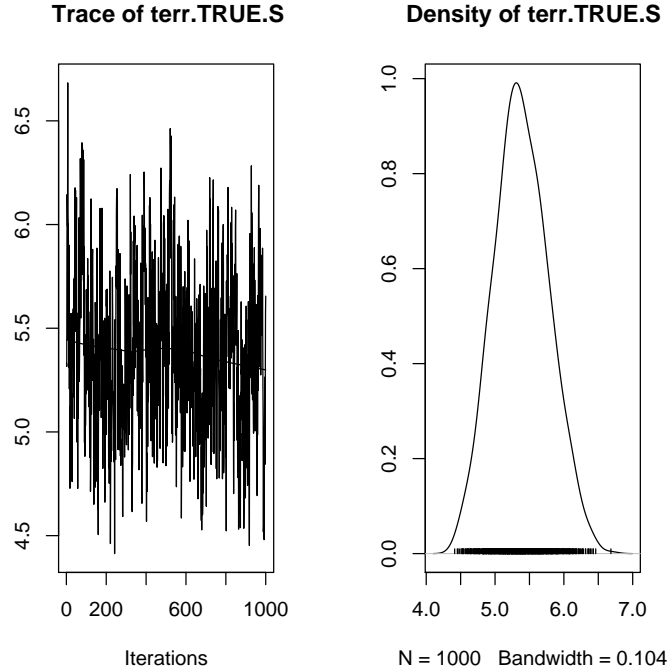 Trace of terr.TRUE.S
6.5
6.0
5.5
5.0
4.5
0 200 600 1000
Iterations
Density of terr.TRUE.S
1.0
0.8
0.6
0.4
0.2
0.0
4.0 5.0 6.0 7.0
N = 1000 Bandwidth = 0.104